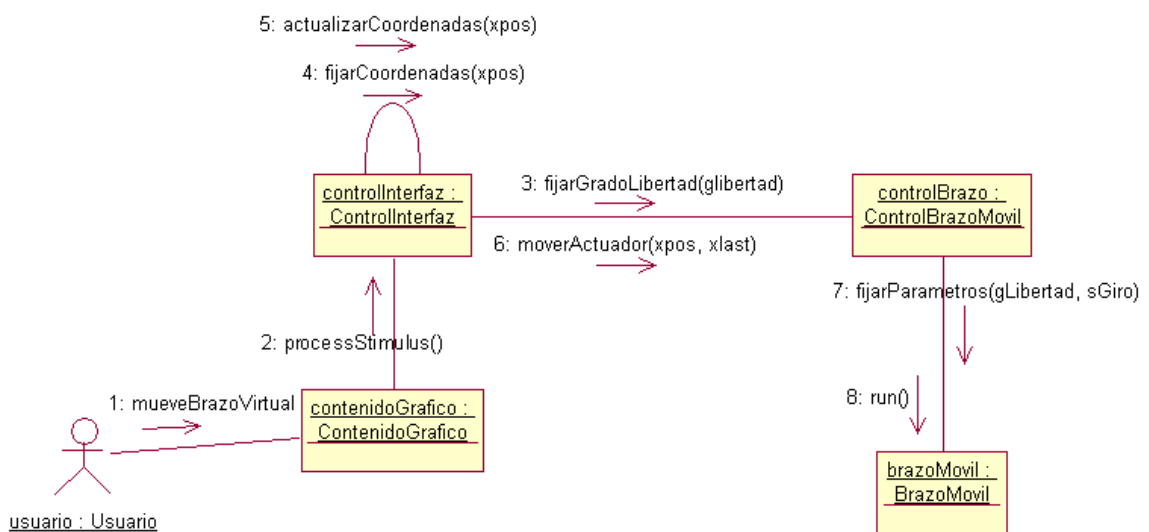 5: actualizarCoordenadas(xpos)
4: fijarCoordenadas(xpos)
controlInterfaz :
ControlInterfaz
3: fijarGradoLibertad(glibertad)
controlBrazo :
ControlBrazoMovil
6: moverActuador(xpos, xlast)
7: fijarParametros(gLibertad, sGiro)
2: processStimulus()
1: mueveBrazoVirtual
contenidoGrafico :
ContenidoGrafico
8: run()
brazoMovil :
BrazoMovil
usuario : Usuario